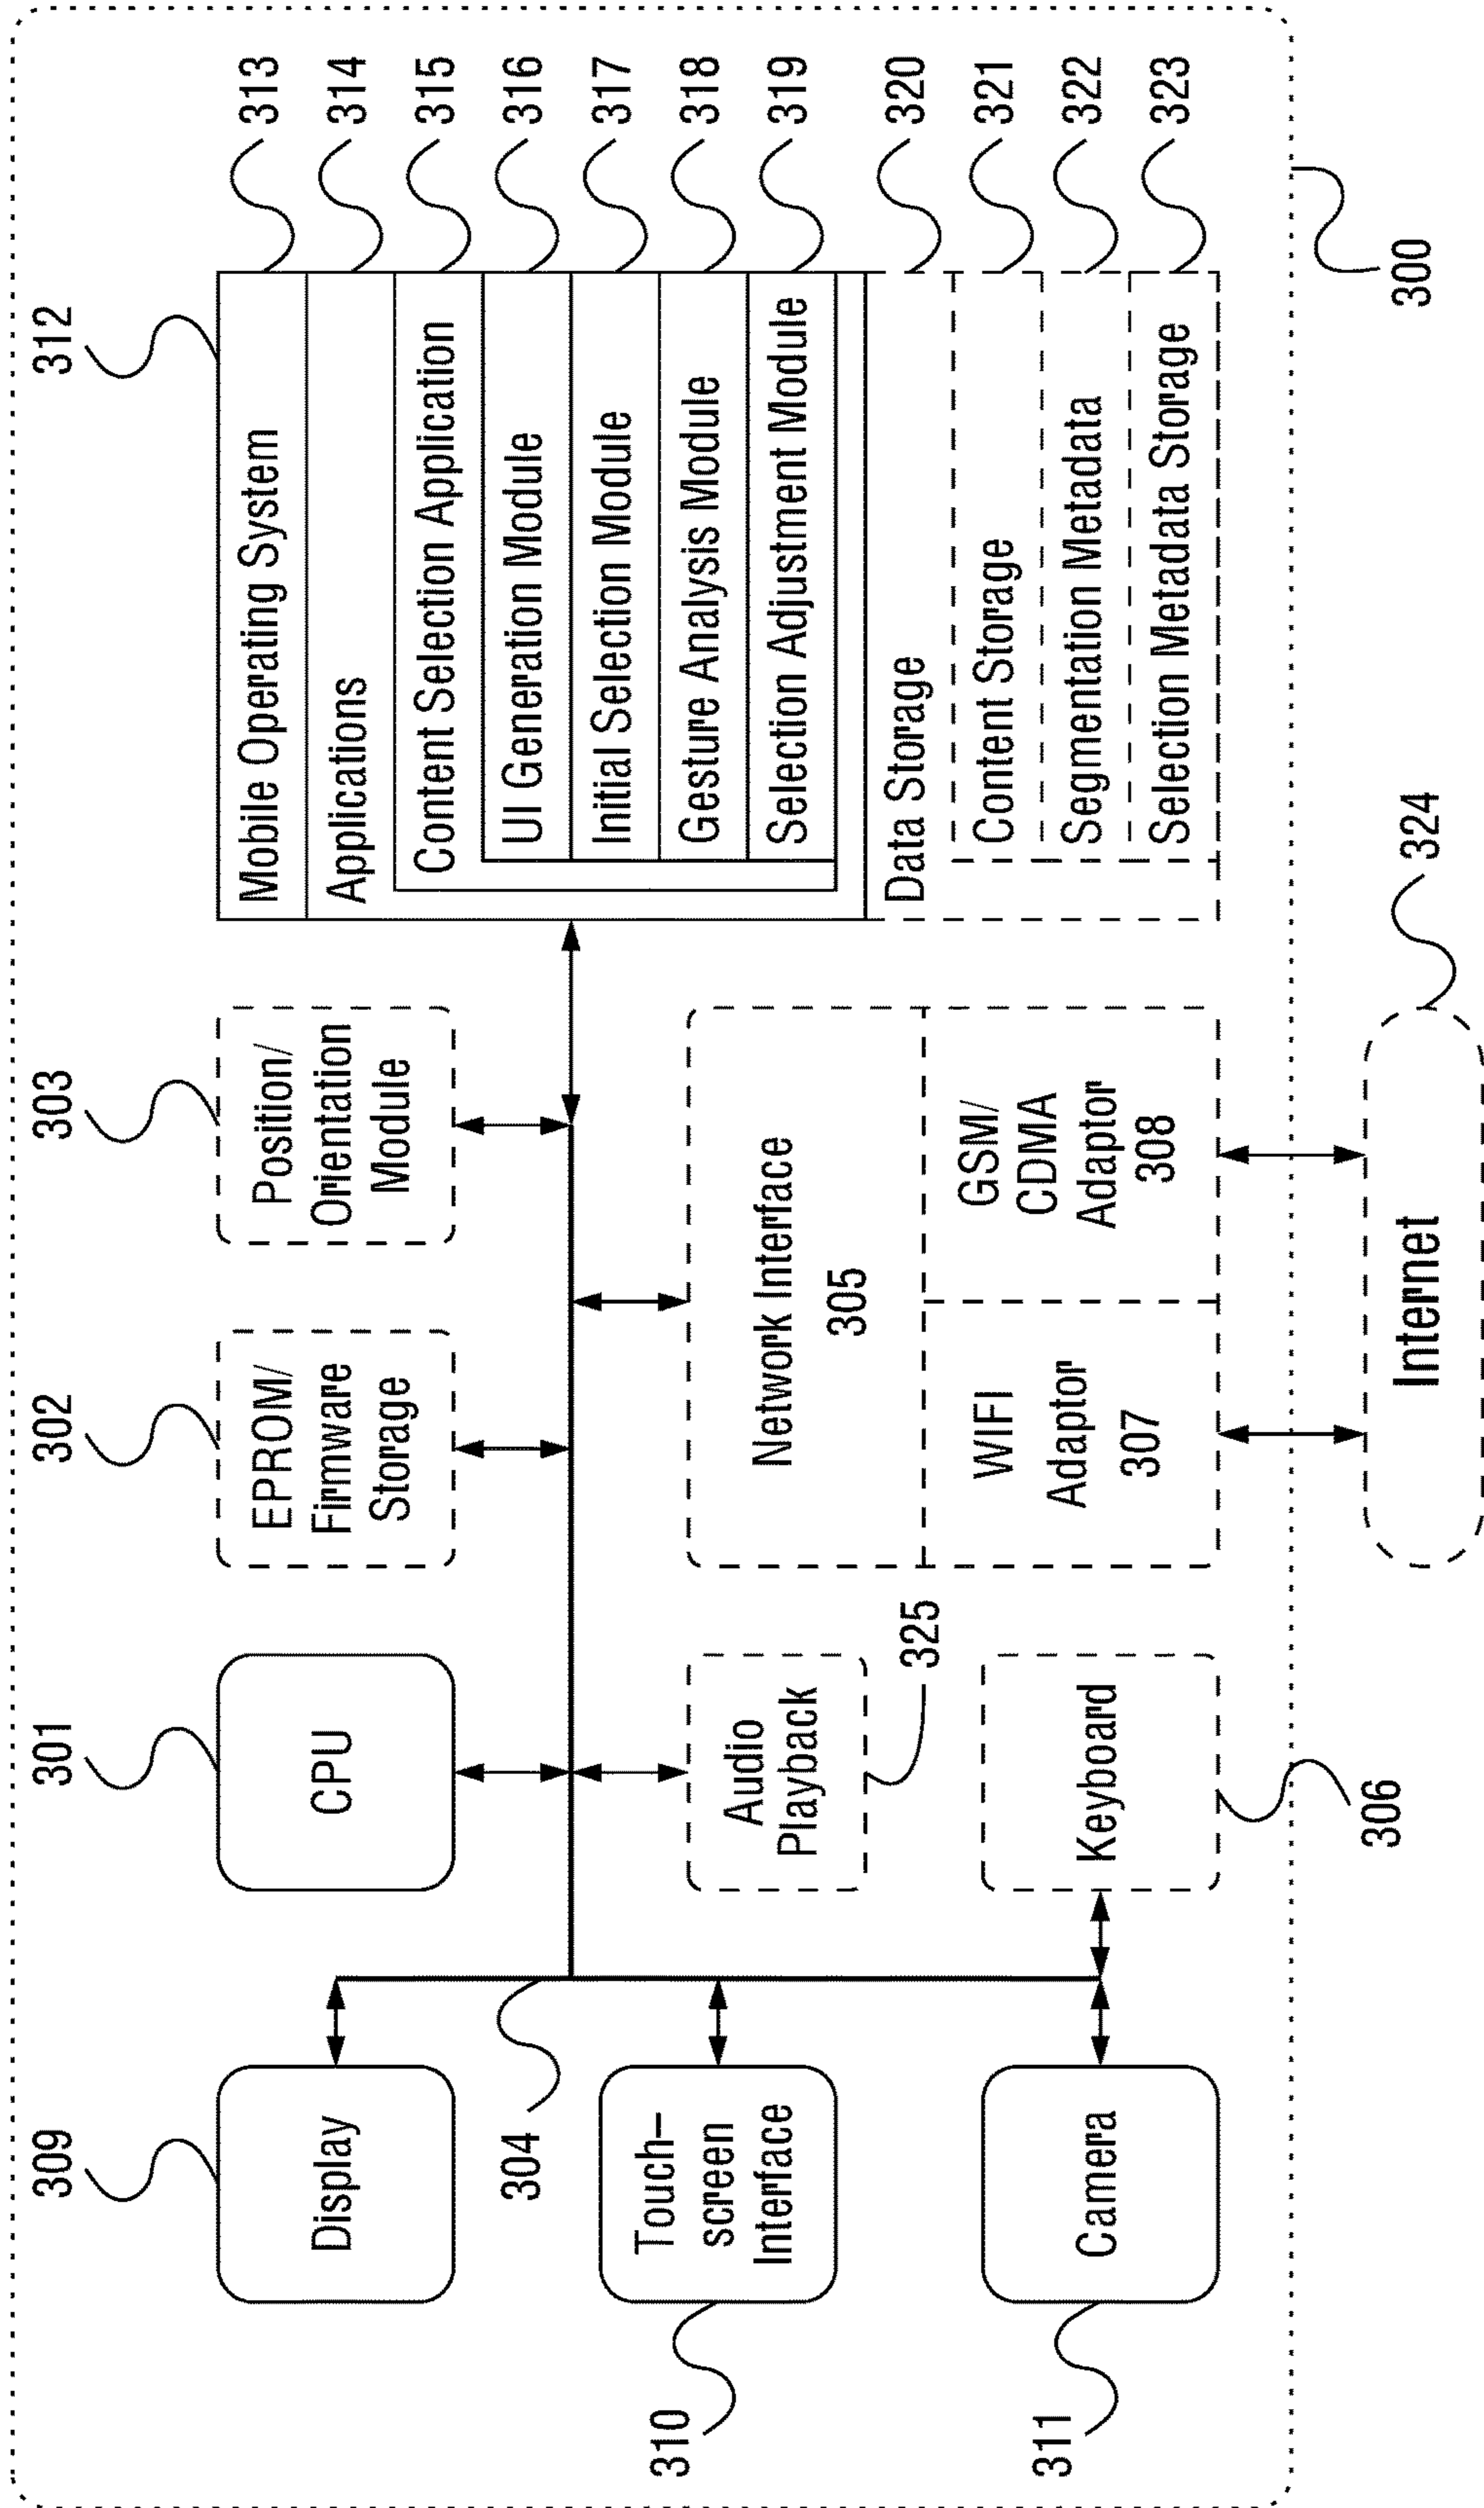 309
301
302
303
312
Display
CPU
EPROM/
Firmware
Storage
Position/
Orientation
Module
304
310
Touch–
screen
Interface
311
Camera
Audio
Playback
325
Keyboard
306
Network Interface
305
WIFI
Adaptor
307
GSM/
CDMA
Adaptor
308
Internet
324
Mobile Operating System
313
Applications
314
Content Selection Application
315
UI Generation Module
316
Initial Selection Module
317
Gesture Analysis Module
318
Selection Adjustment Module
319
Data Storage
320
Content Storage
321
Segmentation Metadata
322
Selection Metadata Storage
323
300